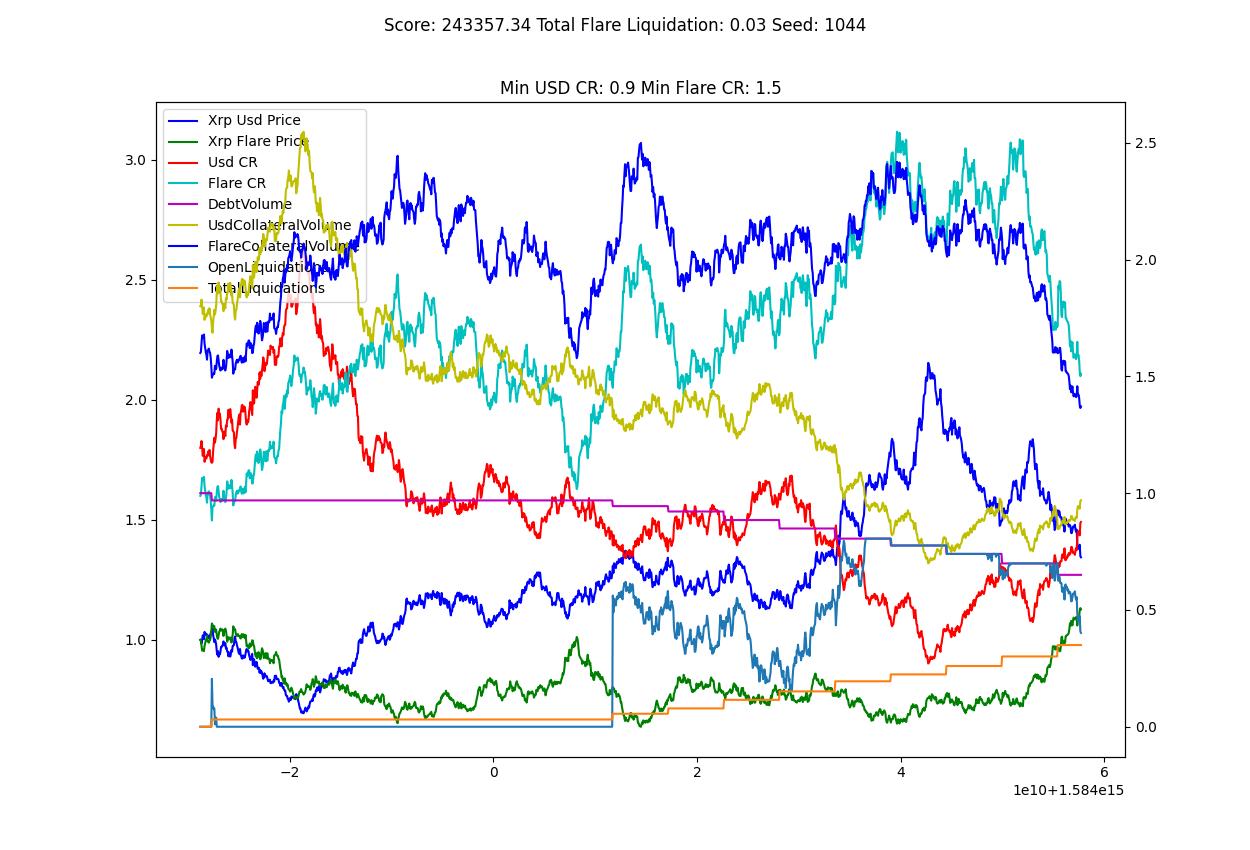 Score: 243357.34 Total Flare Liquidation: 0.03 Seed: 1044
Min USD CR: 0.9 Min Flare CR: 1.5
Xrp Usd Price
Xrp Flare Price
Usd CR
Flare CR
DebtVolume
UsdCollateralVolume
FlareCollateralVolume
OpenLiquidations
TotalLiquidations
3.0
2.5
2.0
1.5
1.0
2.5
2.0
1.5
1.0
0.5
0.0
−2
0
2
4
6
1e10+1.584e15